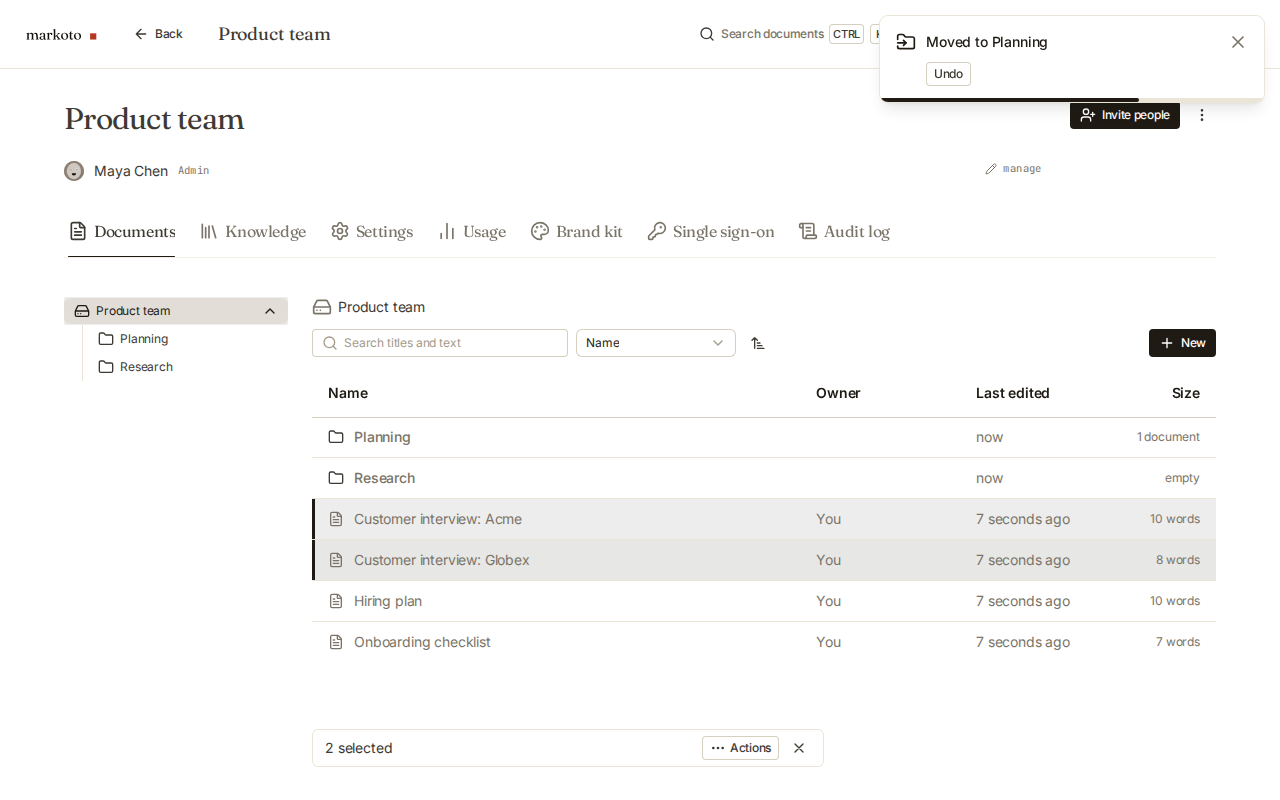 markoto
Back
Product team
Search documents CTRL
Moved to Planning
Undo
Product team
Invite people
Maya Chen Admin
manage
Documents Knowledge Settings Usage Brand kit Single sign-on Audit log
Product team
Planning
Research
Product team
Search titles and text
Name
New
Name Owner Last edited Size
Planning now 1 document
Research now empty
Customer interview: Acme You 7 seconds ago 10 words
Customer interview: Globex You 7 seconds ago 8 words
Hiring plan You 7 seconds ago 10 words
Onboarding checklist You 7 seconds ago 7 words
2 selected Actions